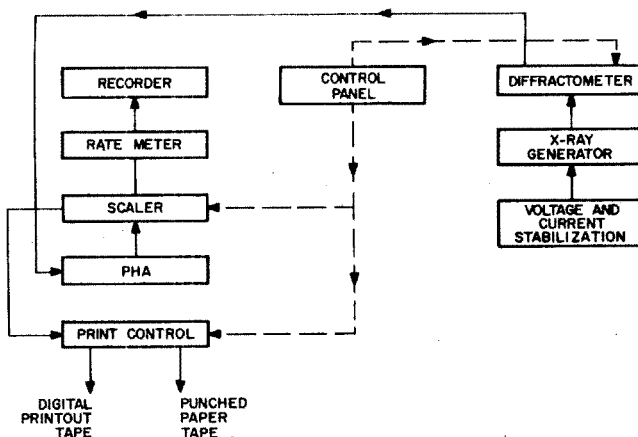 RECORDER
CONTROL
PANEL
DIFFRACTOMETER
RATE METER
X-RAY
GENERATOR
SCALER
VOLTAGE AND
CURRENT
STABILIZATION
PHA
PRINT CONTROL
DIGITAL
PRINTOUT
TAPE
PUNCHED
PAPER
TAPE